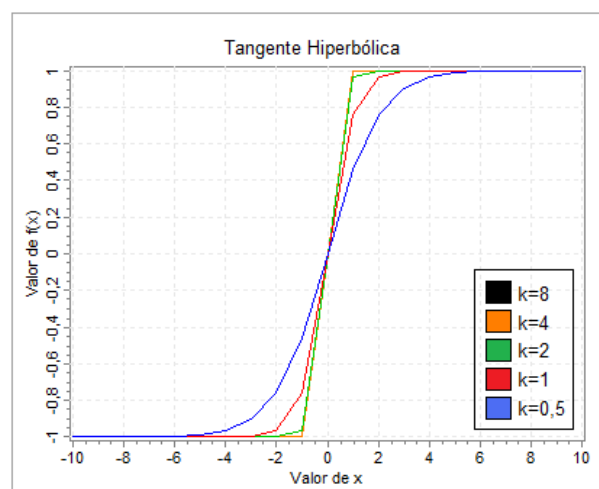 Tangente Hiperbólica
Valor de f(x)
1
0,8
0,6
0,4
0,2
0
-0,2
-0,4
-0,6
-0,8
-1
-10 -8 -6 -4 -2 0 2 4 6 8 10
Valor de x
k=8
k=4
k=2
k=1
k=0,5